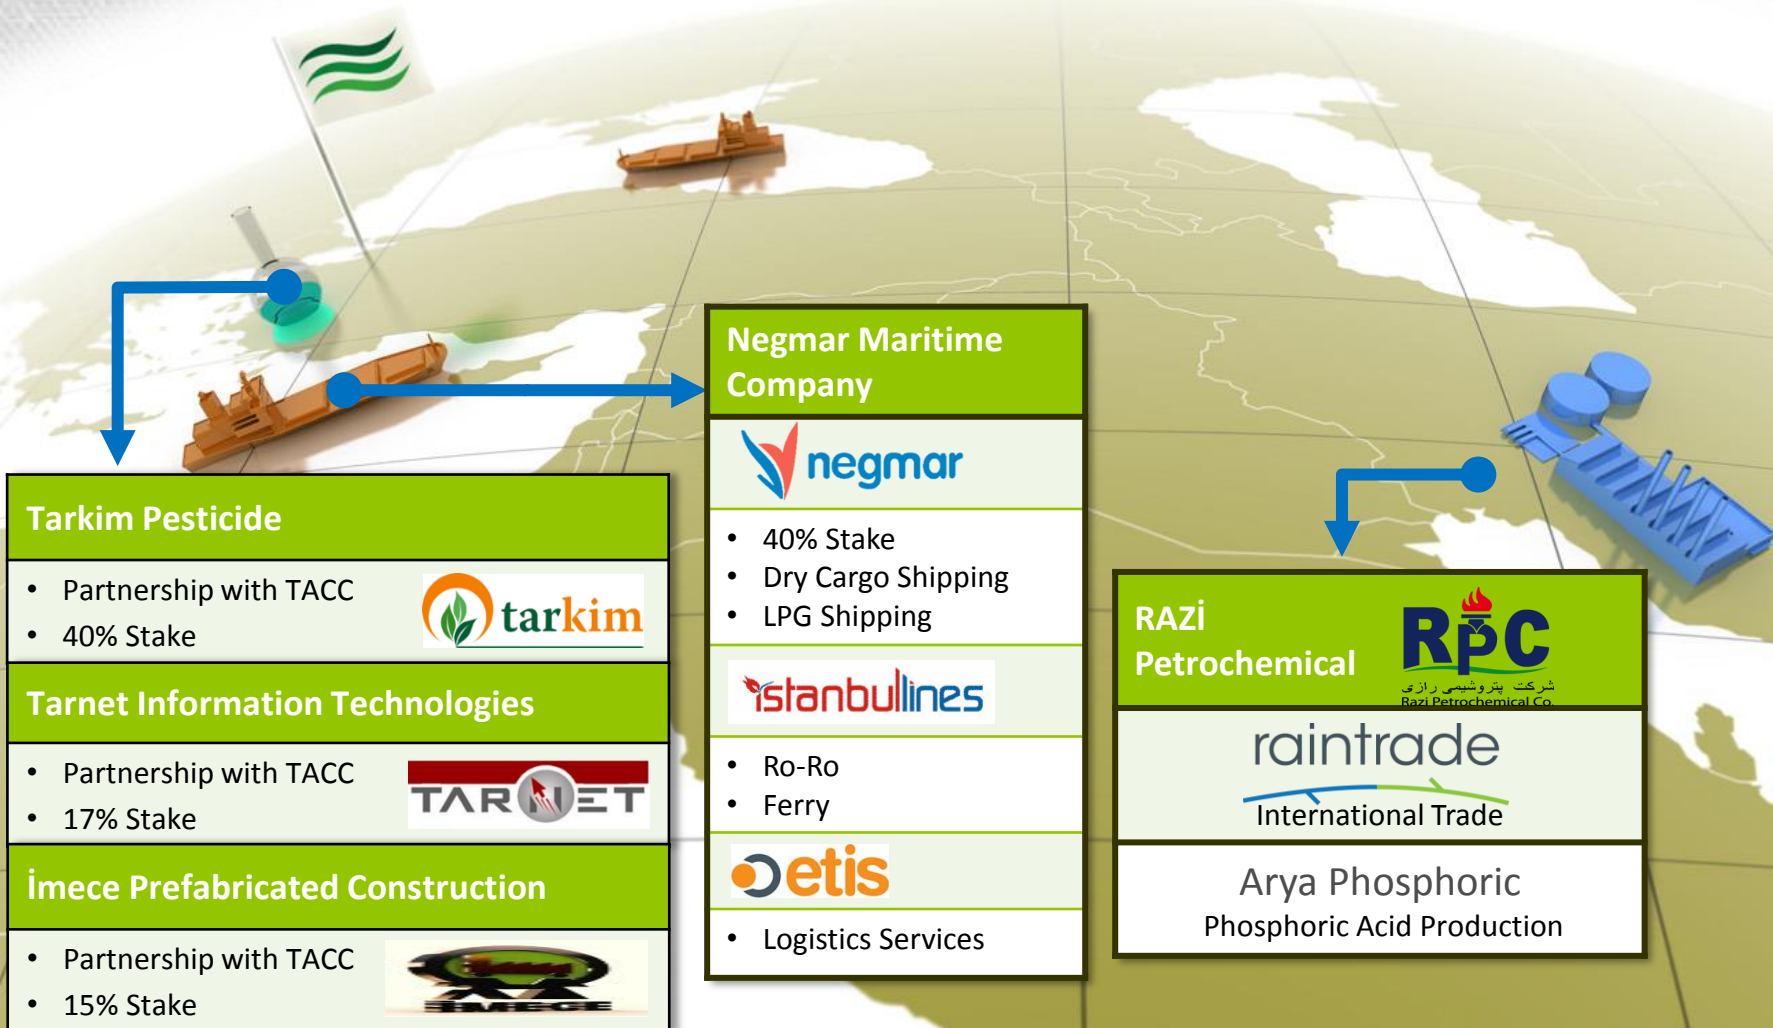 Tarkim Pesticide
• Partnership with TACC
• 40% Stake
tarkim
Tarnet Information Technologies
• Partnership with TACC
• 17% Stake
TARNET
İmece Prefabricated Construction
• Partnership with TACC
• 15% Stake
Negmar Maritime
Company
negmar
• 40% Stake
• Dry Cargo Shipping
• LPG Shipping
istanbullines
• Ro-Ro
• Ferry
etis
• Logistics Services
RAZİ
Petrochemical
RPC
شرکت پتروشیمی رازی
Razi Petrochemical Co.
raintrade
International Trade
Arya Phosphoric
Phosphoric Acid Production